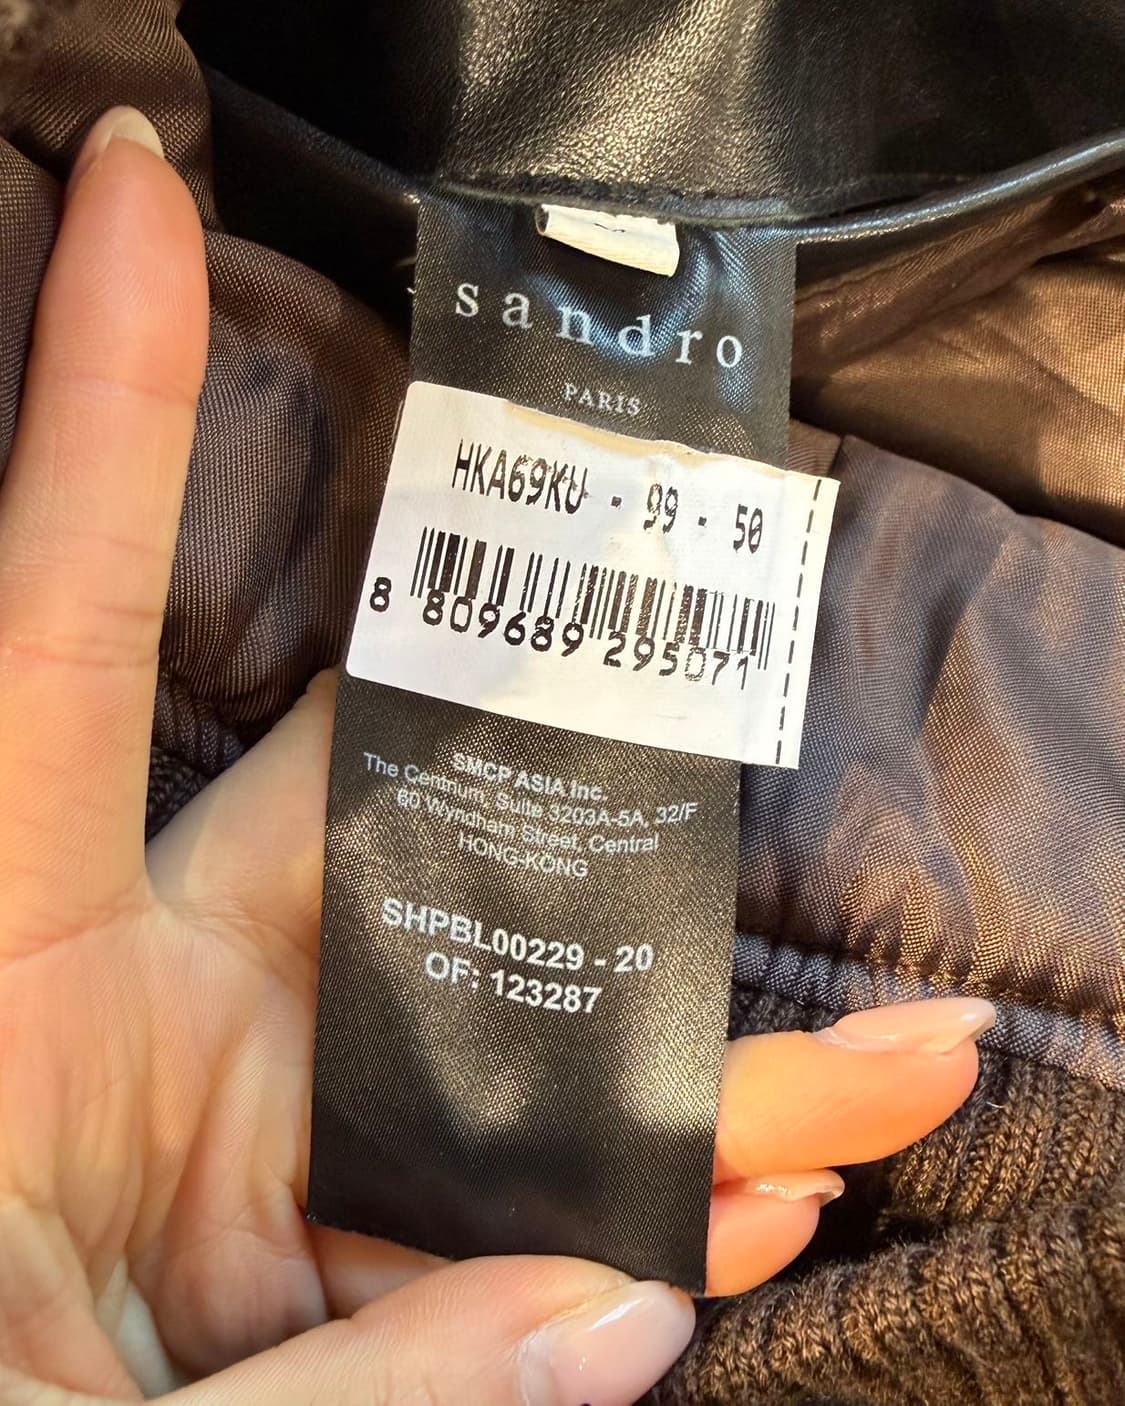 sandro
PARIS
HKA69KU - 99 - 50
8 809689 295071
SMCP ASIA Inc.
The Centrium, Suite 3203A-5A, 32/F
60 Wyndham Street, Central
HONG-KONG
SHPBL00229 - 20
OF: 123287